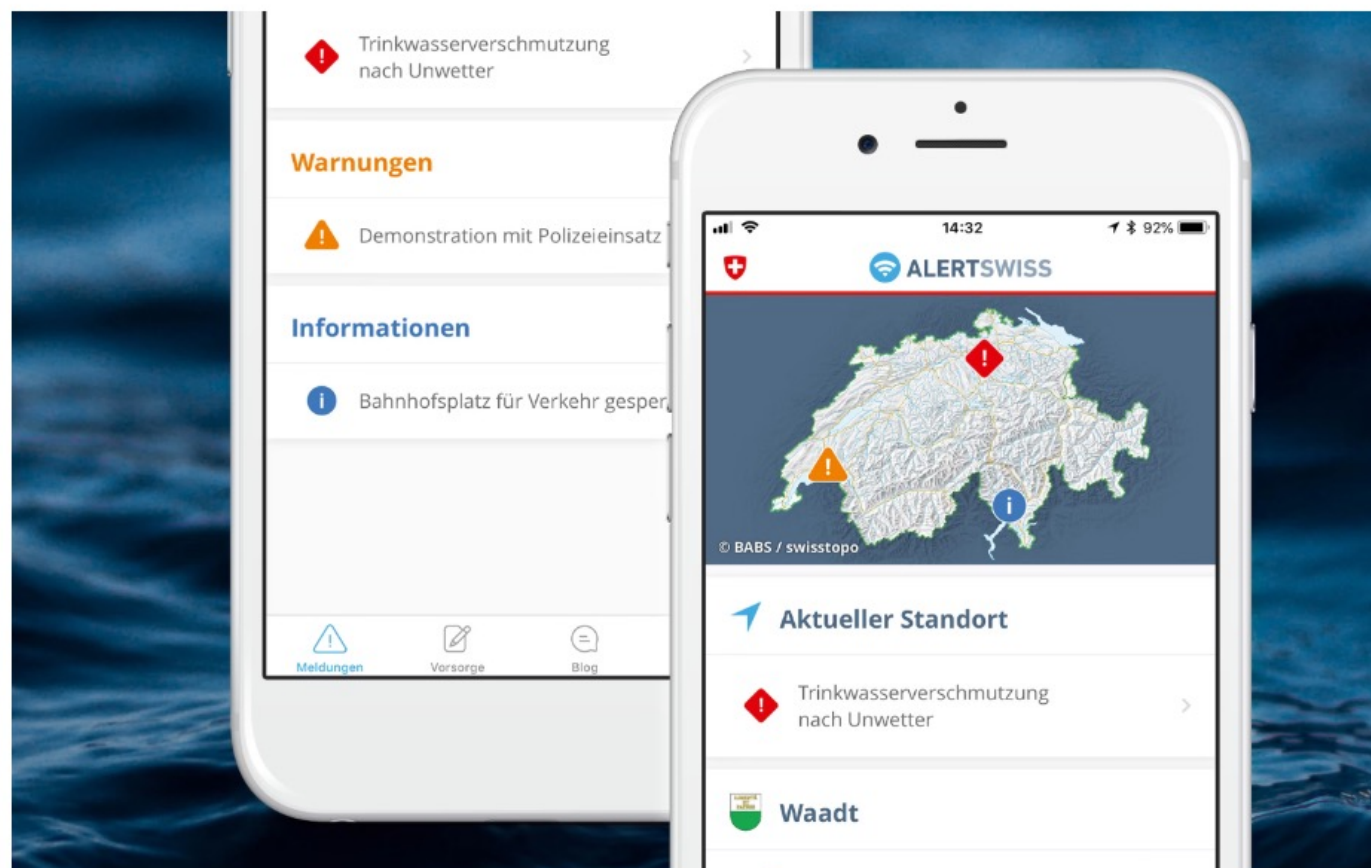 Trinkwasserverschmutzung
nach Unwetter
Warnungen
Demonstration mit Polizeieinsatz
Informationen
Bahnhofsplatz für Verkehr gesper
Meldungen
Vorsorge
Blog
14:32
92%
ALERTSWISS
© BABS / swisstopo
Aktueller Standort
Trinkwasserverschmutzung
nach Unwetter
Waadt